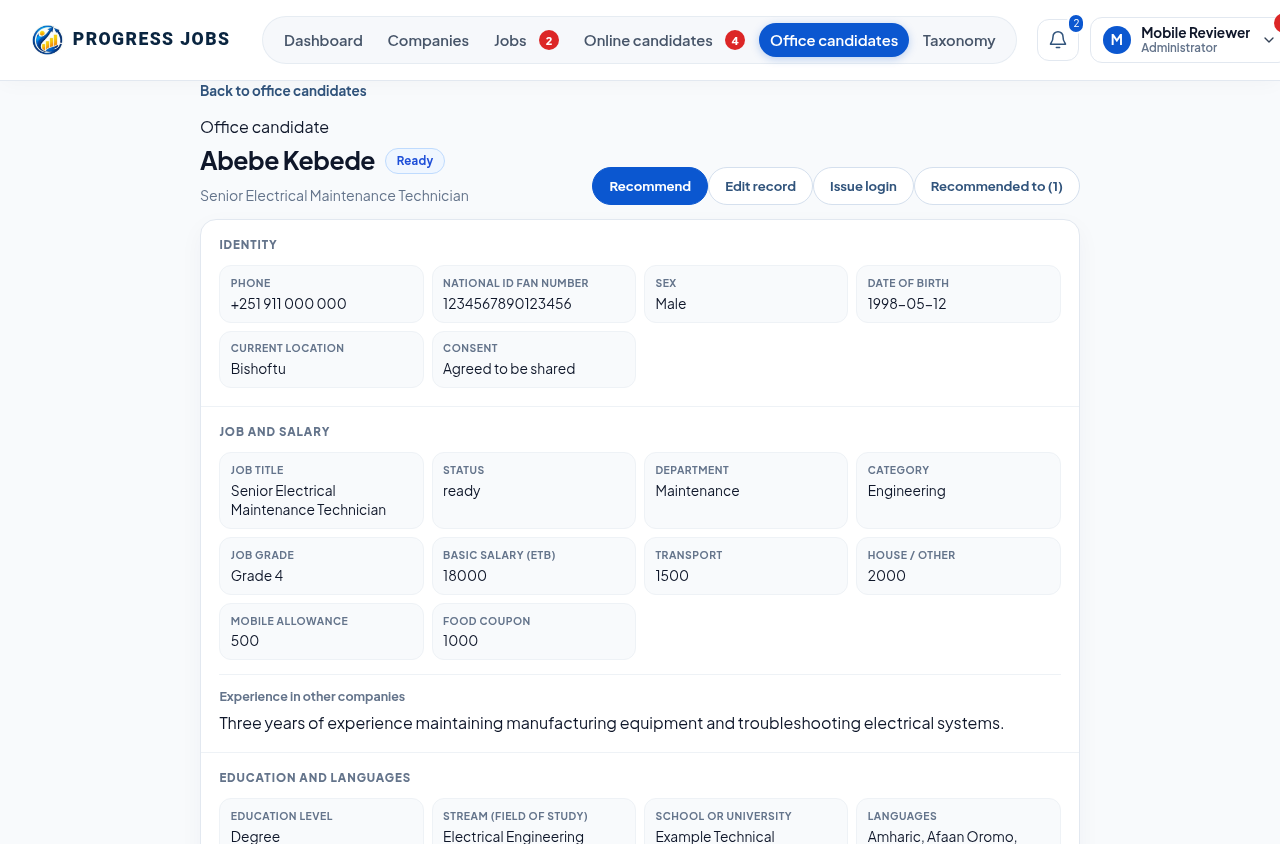 PROGRESS JOBS
Dashboard
Companies
Jobs
2
Online candidates
4
Office candidates
Taxonomy
2
M
Mobile Reviewer
Administrator
Back to office candidates
Office candidate
Abebe Kebede
Ready
Senior Electrical Maintenance Technician
Recommend
Edit record
Issue login
Recommended to (1)
IDENTITY
PHONE
+251 911 000 000
NATIONAL ID FAN NUMBER
1234567890123456
SEX
Male
DATE OF BIRTH
1998-05-12
CURRENT LOCATION
Bishoftu
CONSENT
Agreed to be shared
JOB AND SALARY
JOB TITLE
Senior Electrical
Maintenance Technician
STATUS
ready
DEPARTMENT
Maintenance
CATEGORY
Engineering
JOB GRADE
Grade 4
BASIC SALARY (ETB)
18000
TRANSPORT
1500
HOUSE / OTHER
2000
MOBILE ALLOWANCE
500
FOOD COUPON
1000
Experience in other companies
Three years of experience maintaining manufacturing equipment and troubleshooting electrical systems.
EDUCATION AND LANGUAGES
EDUCATION LEVEL
Degree
STREAM (FIELD OF STUDY)
Electrical Engineering
SCHOOL OR UNIVERSITY
Example Technical
LANGUAGES
Amharic, Afaan Oromo,